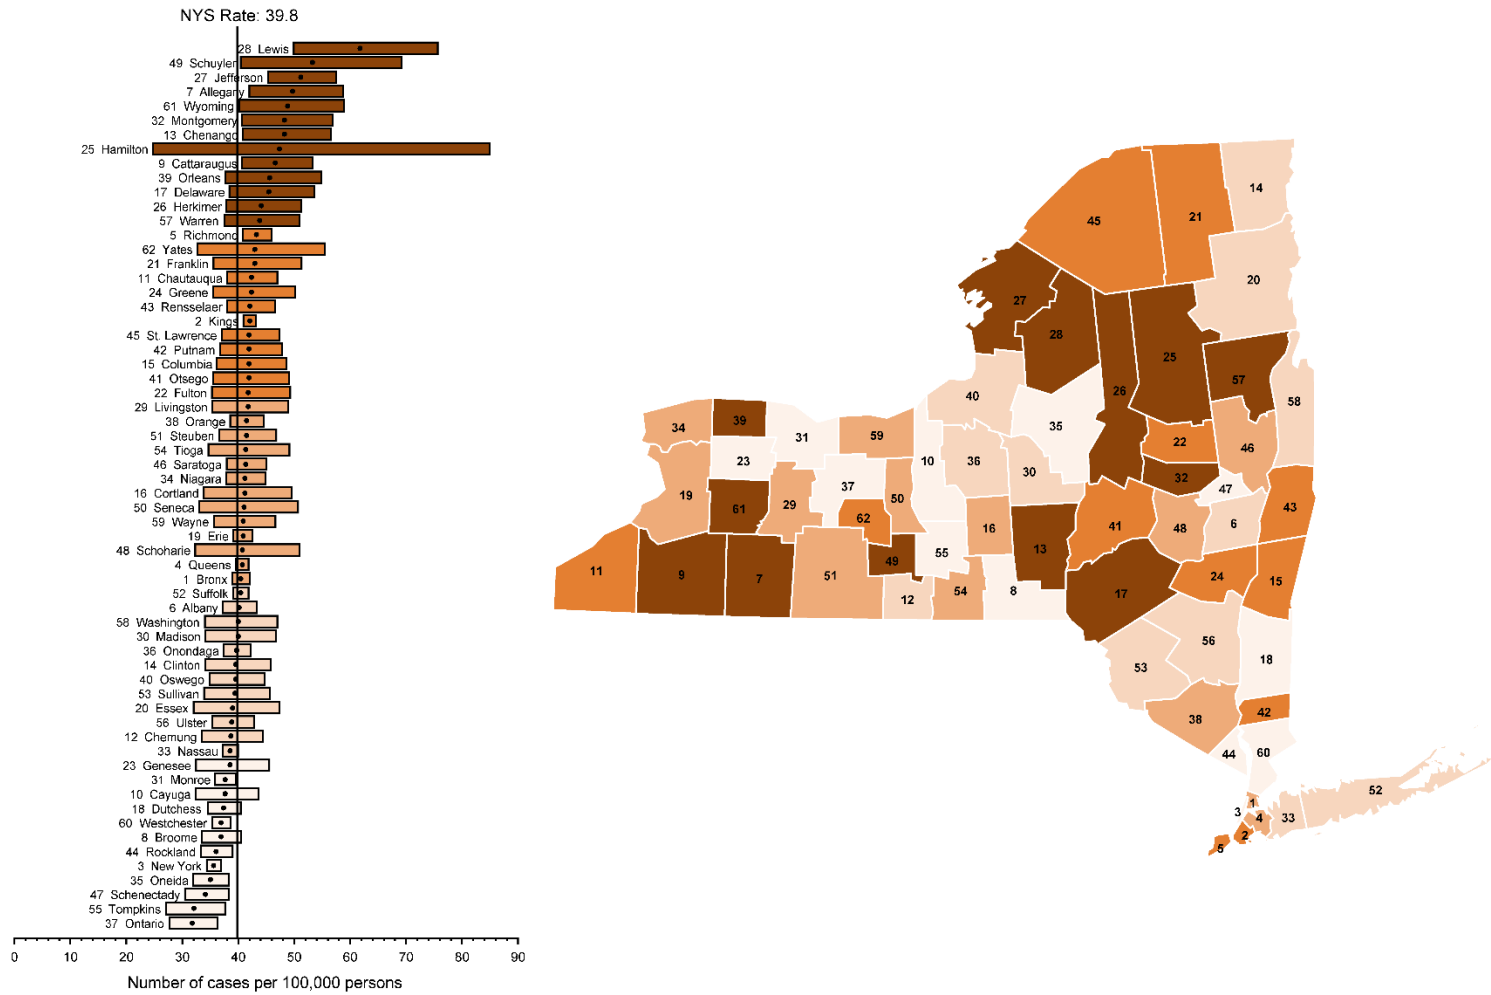 NYS Rate: 39.8
28 Lewis
49 Schuyler
27 Jefferson
7 Allegany
61 Wyoming
32 Montgomery
13 Chenango
25 Hamilton
9 Cattaraugus
39 Orleans
17 Delaware
26 Herkimer
57 Warren
5 Richmond
62 Yates
21 Franklin
11 Chautauqua
24 Greene
43 Rensselaer
2 Kings
45 St. Lawrence
42 Putnam
15 Columbia
41 Otsego
22 Fulton
29 Livingston
38 Orange
51 Steuben
54 Tioga
46 Saratoga
34 Niagara
16 Cortland
50 Seneca
59 Wayne
19 Erie
48 Schoharie
4 Queens
1 Bronx
52 Suffolk
6 Albany
58 Washington
30 Madison
36 Onondaga
14 Clinton
40 Oswego
53 Sullivan
20 Essex
56 Ulster
12 Chemung
33 Nassau
23 Genesee
31 Monroe
10 Cayuga
18 Dutchess
60 Westchester
8 Broome
44 Rockland
3 New York
35 Oneida
47 Schenectady
55 Tompkins
37 Ontario
0 10 20 30 40 50 60 70 80 90
Number of cases per 100,000 persons
14
45
21
20
27
28
25
57
26
40
58
39
34
35
31
59
22
46
23
10
36
30
32
37
47
19
29
50
61
62
43
6
16
41
48
13
49
55
11
9
7
51
24
15
54
8
17
12
56
18
53
42
38
44
60
52
1
3
4
33
2
5